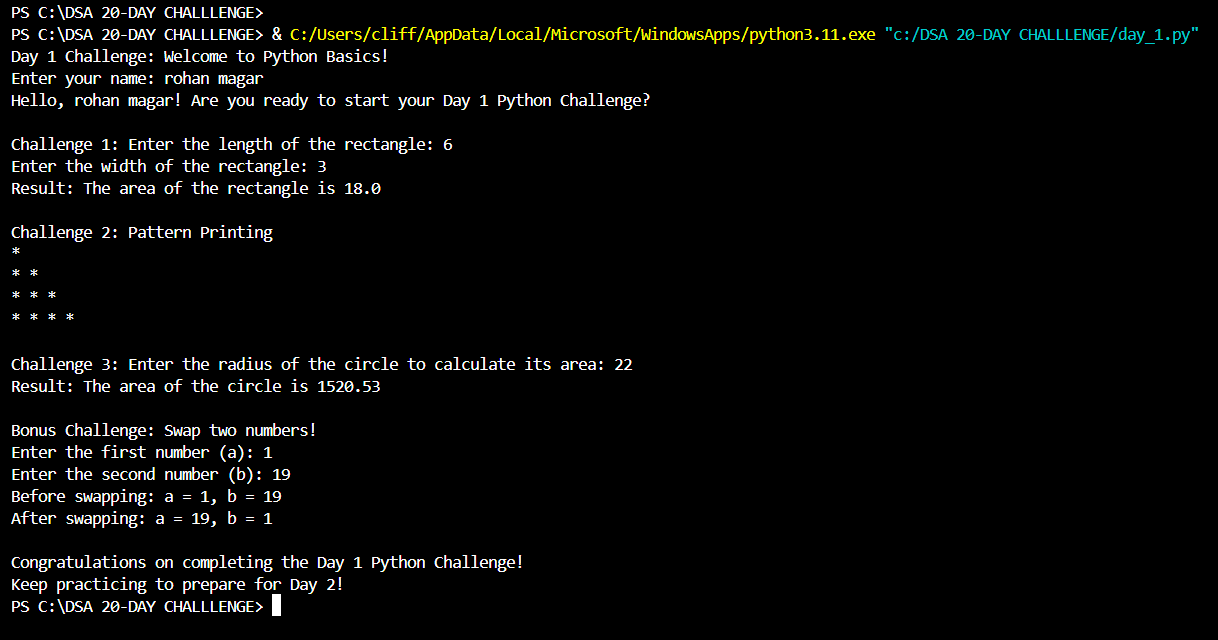 PS C:\DSA 20-DAY CHALLLENGE>
PS C:\DSA 20-DAY CHALLLENGE> & C:/Users/cliff/AppData/Local/Microsoft/WindowsApps/python3.11.exe "c:/DSA 20-DAY CHALLLENGE/day_1.py"
Day 1 Challenge: Welcome to Python Basics!
Enter your name: rohan magar
Hello, rohan magar! Are you ready to start your Day 1 Python Challenge?

Challenge 1: Enter the length of the rectangle: 6
Enter the width of the rectangle: 3
Result: The area of the rectangle is 18.0

Challenge 2: Pattern Printing
*
* *
* * *
* * * *

Challenge 3: Enter the radius of the circle to calculate its area: 22
Result: The area of the circle is 1520.53

Bonus Challenge: Swap two numbers!
Enter the first number (a): 1
Enter the second number (b): 19
Before swapping: a = 1, b = 19
After swapping: a = 19, b = 1

Congratulations on completing the Day 1 Python Challenge!
Keep practicing to prepare for Day 2!
PS C:\DSA 20-DAY CHALLLENGE>